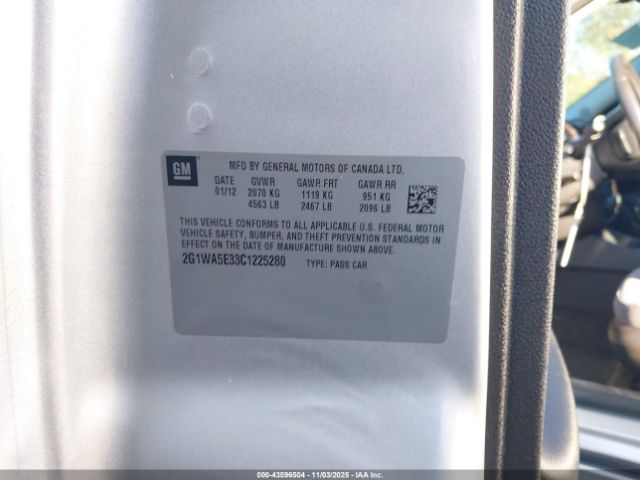 GM
MFD BY GENERAL MOTORS OF CANADA LTD.
DATE GVWR GAWR FRT GAWR RR
01/12 2070 KG 1119 KG 951 KG
4563 LB 2467 LB 2096 LB
THIS VEHICLE CONFORMS TO ALL APPLICABLE U.S. FEDERAL MOTOR
VEHICLE SAFETY, BUMPER, AND THEFT PREVENTION STANDARDS IN
EFFECT ON THE DATE OF MANUFACTURE SHOWN ABOVE.
2G1WA5E33C1225280 TYPE: PASS CAR
000-43596504 - 11/03/2025 - IAAI.com